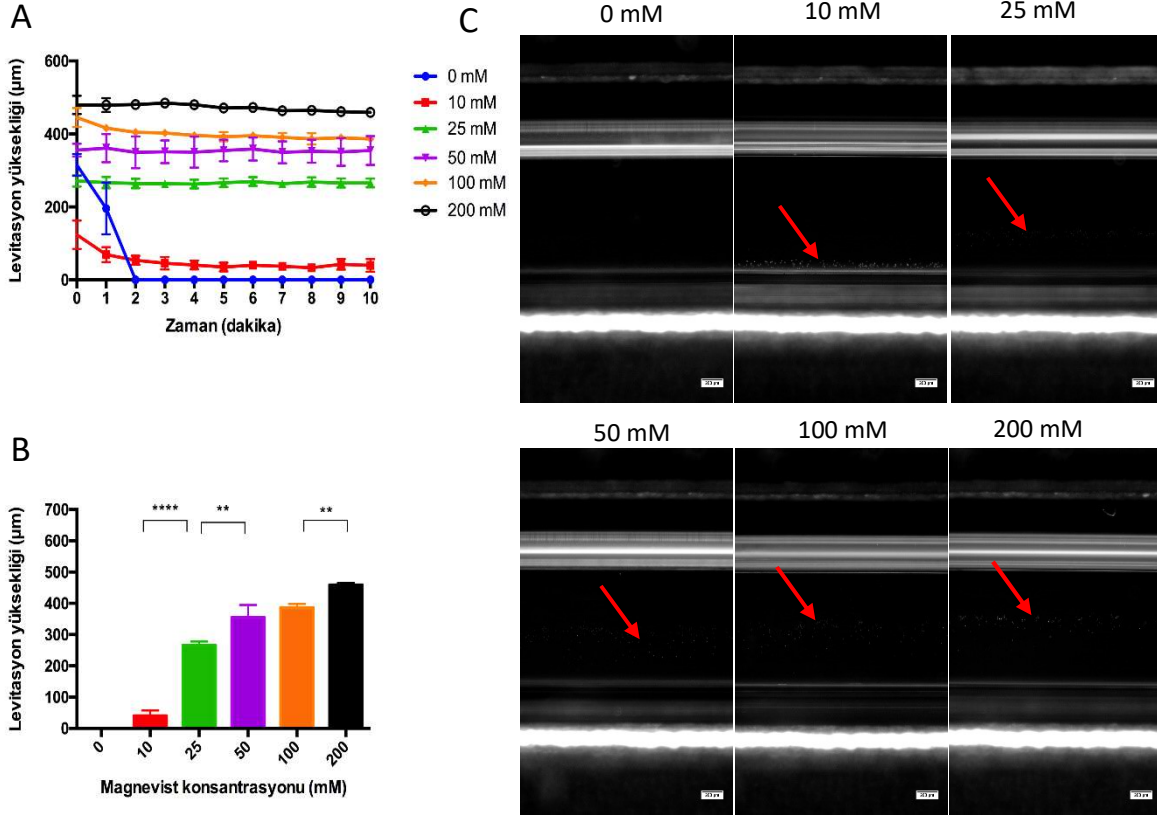 A
Levitasyon yüksekliği (µm)
600
400
200
0
0 1 2 3 4 5 6 7 8 9 10
Zaman (dakika)
0 mM
10 mM
25 mM
50 mM
100 mM
200 mM
B
Levitasyon yüksekliği (µm)
700
600
500
400
300
200
100
0
**** ** **
0 10 25 50 100 200
Magnevist konsantrasyonu (mM)
C
0 mM 10 mM 25 mM
50 mM 100 mM 200 mM